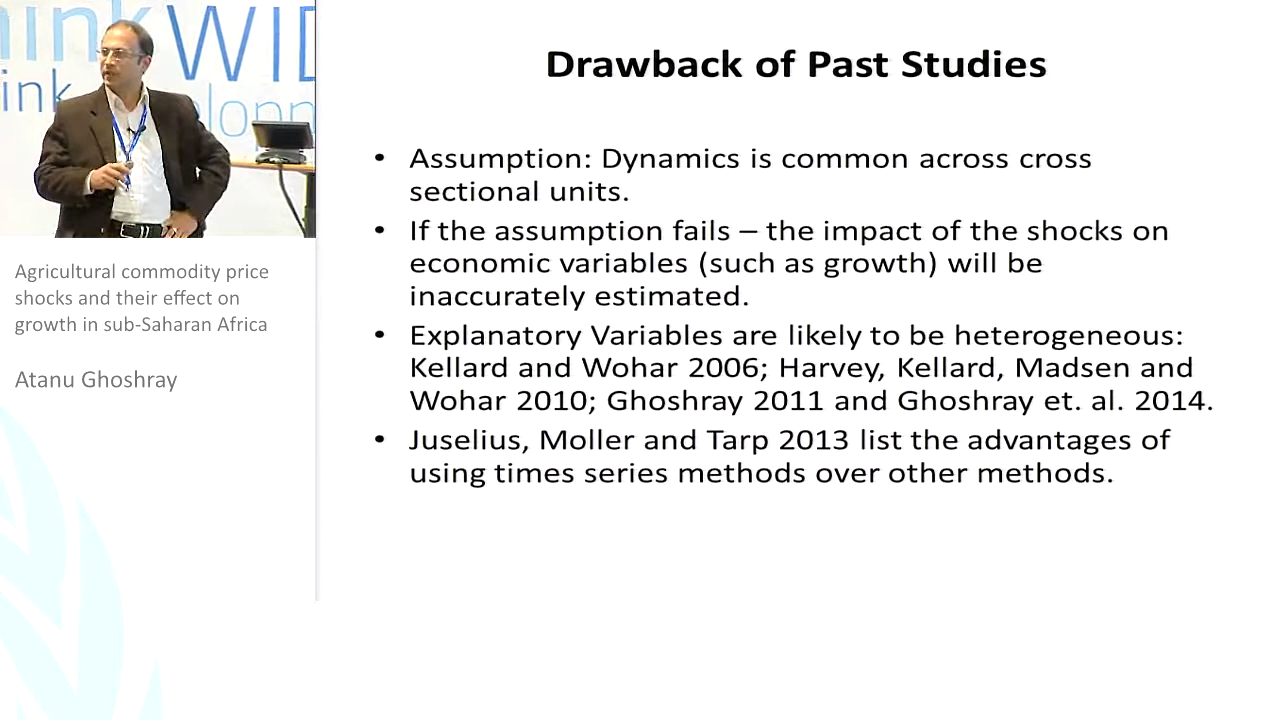 hink WID
ink
elopn
Agricultural commodity price
shocks and their effect on
growth in sub-Saharan Africa
Atanu Ghoshray
Drawback of Past Studies
• Assumption: Dynamics is common across cross
sectional units.
• If the assumption fails – the impact of the shocks on
economic variables (such as growth) will be
inaccurately estimated.
• Explanatory Variables are likely to be heterogeneous:
Kellard and Wohar 2006; Harvey, Kellard, Madsen and
Wohar 2010; Ghoshray 2011 and Ghoshray et. al. 2014.
• Juselius, Moller and Tarp 2013 list the advantages of
using times series methods over other methods.